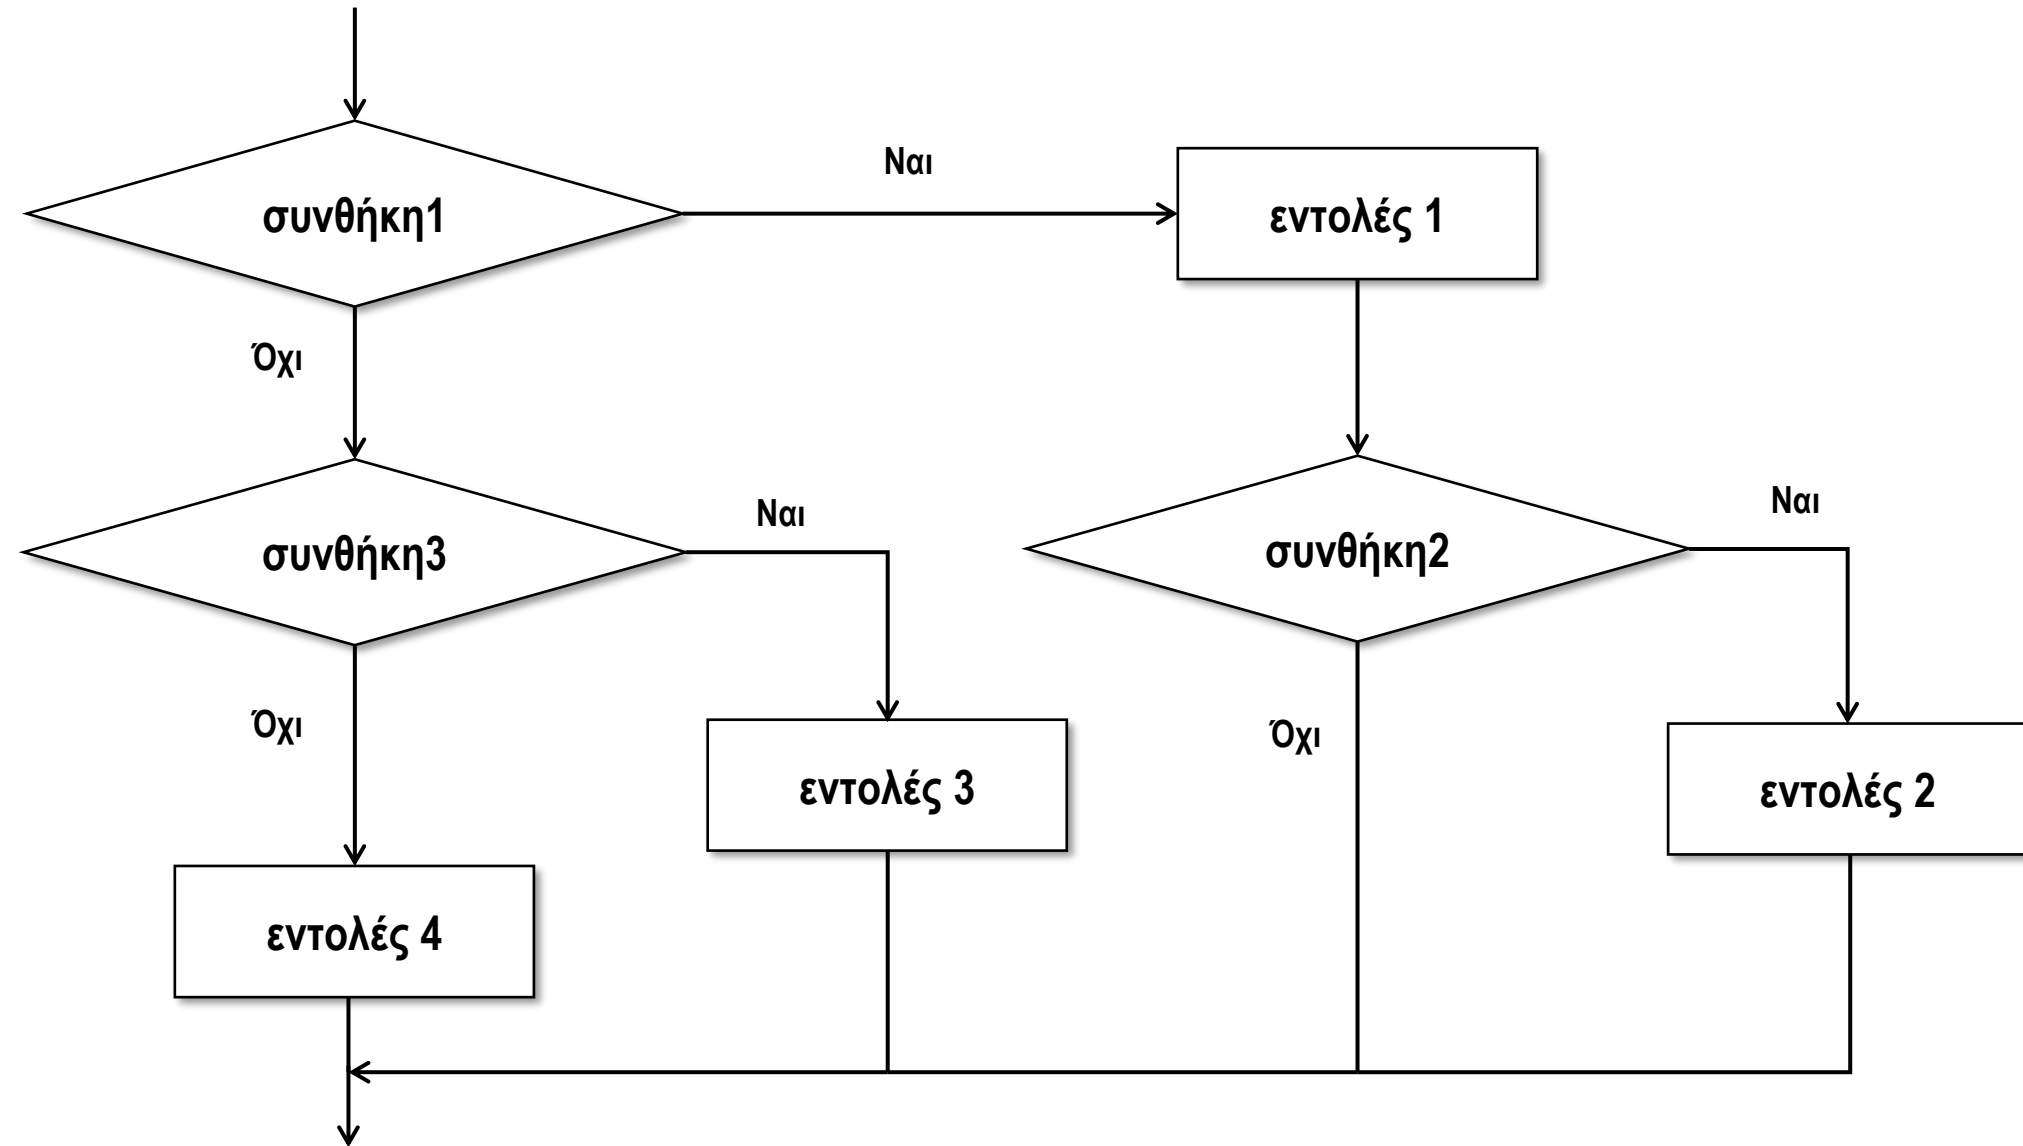 Ναι
συνθήκη1
εντολές 1
Όχι
Ναι
Ναι
συνθήκη3
συνθήκη2
Όχι
Όχι
εντολές 3
εντολές 2
εντολές 4